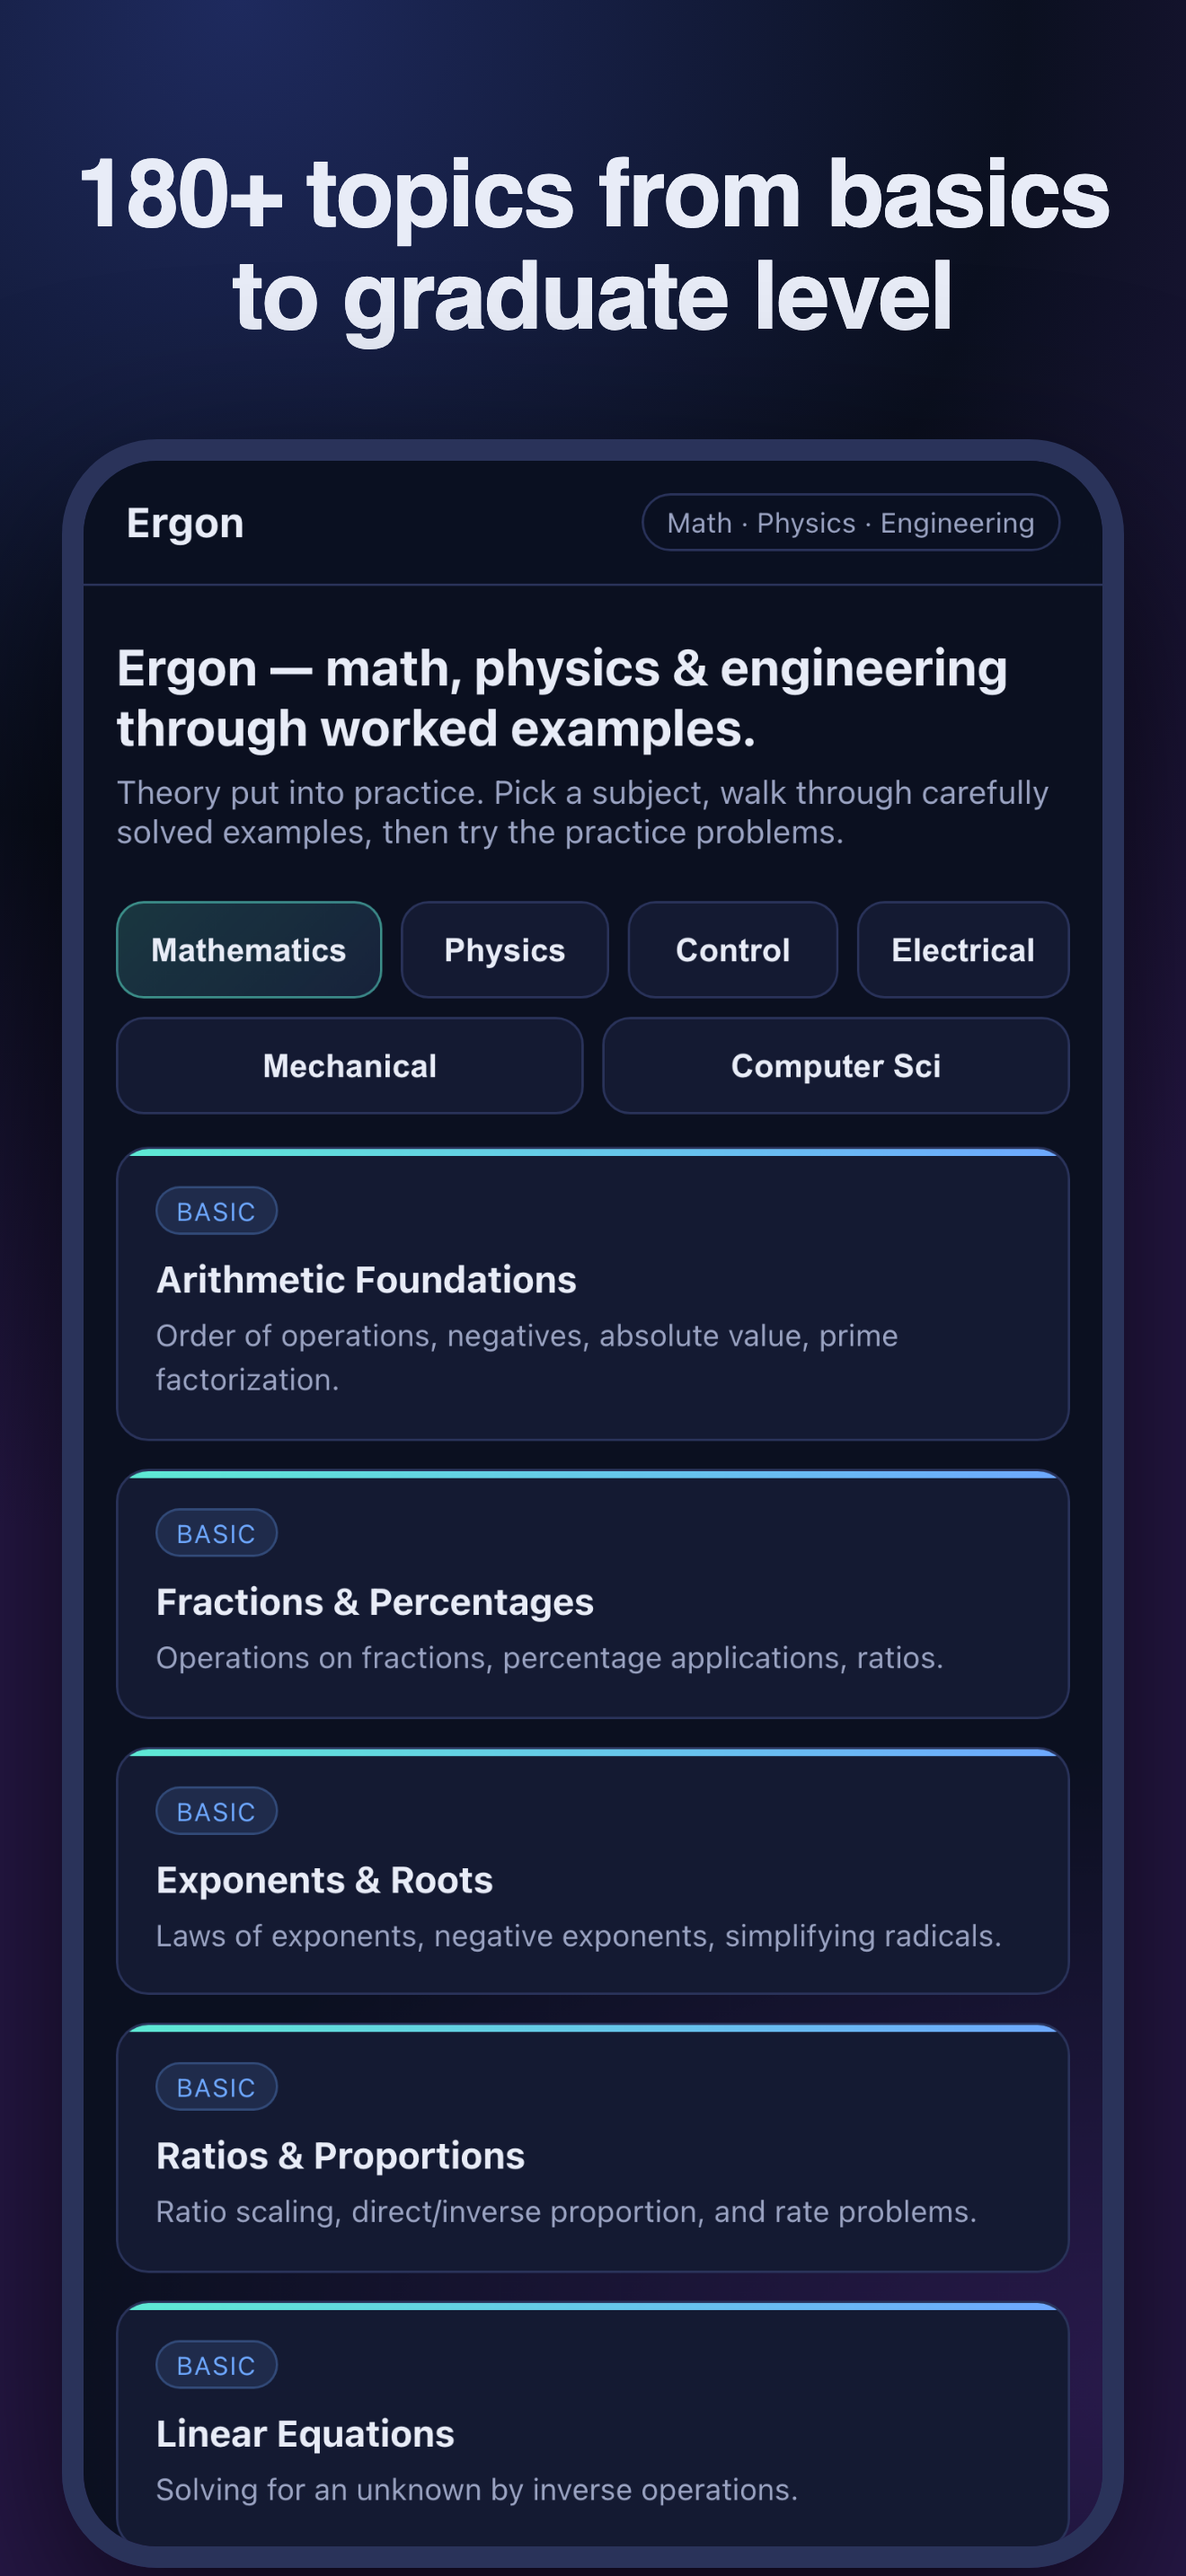 180+ topics from basics
to graduate level
Ergon
Math · Physics · Engineering
Ergon — math, physics & engineering
through worked examples.
Theory put into practice. Pick a subject, walk through carefully
solved examples, then try the practice problems.
Mathematics
Physics
Control
Electrical
Mechanical
Computer Sci
BASIC
Arithmetic Foundations
Order of operations, negatives, absolute value, prime
factorization.
BASIC
Fractions & Percentages
Operations on fractions, percentage applications, ratios.
BASIC
Exponents & Roots
Laws of exponents, negative exponents, simplifying radicals.
BASIC
Ratios & Proportions
Ratio scaling, direct/inverse proportion, and rate problems.
BASIC
Linear Equations
Solving for an unknown by inverse operations.